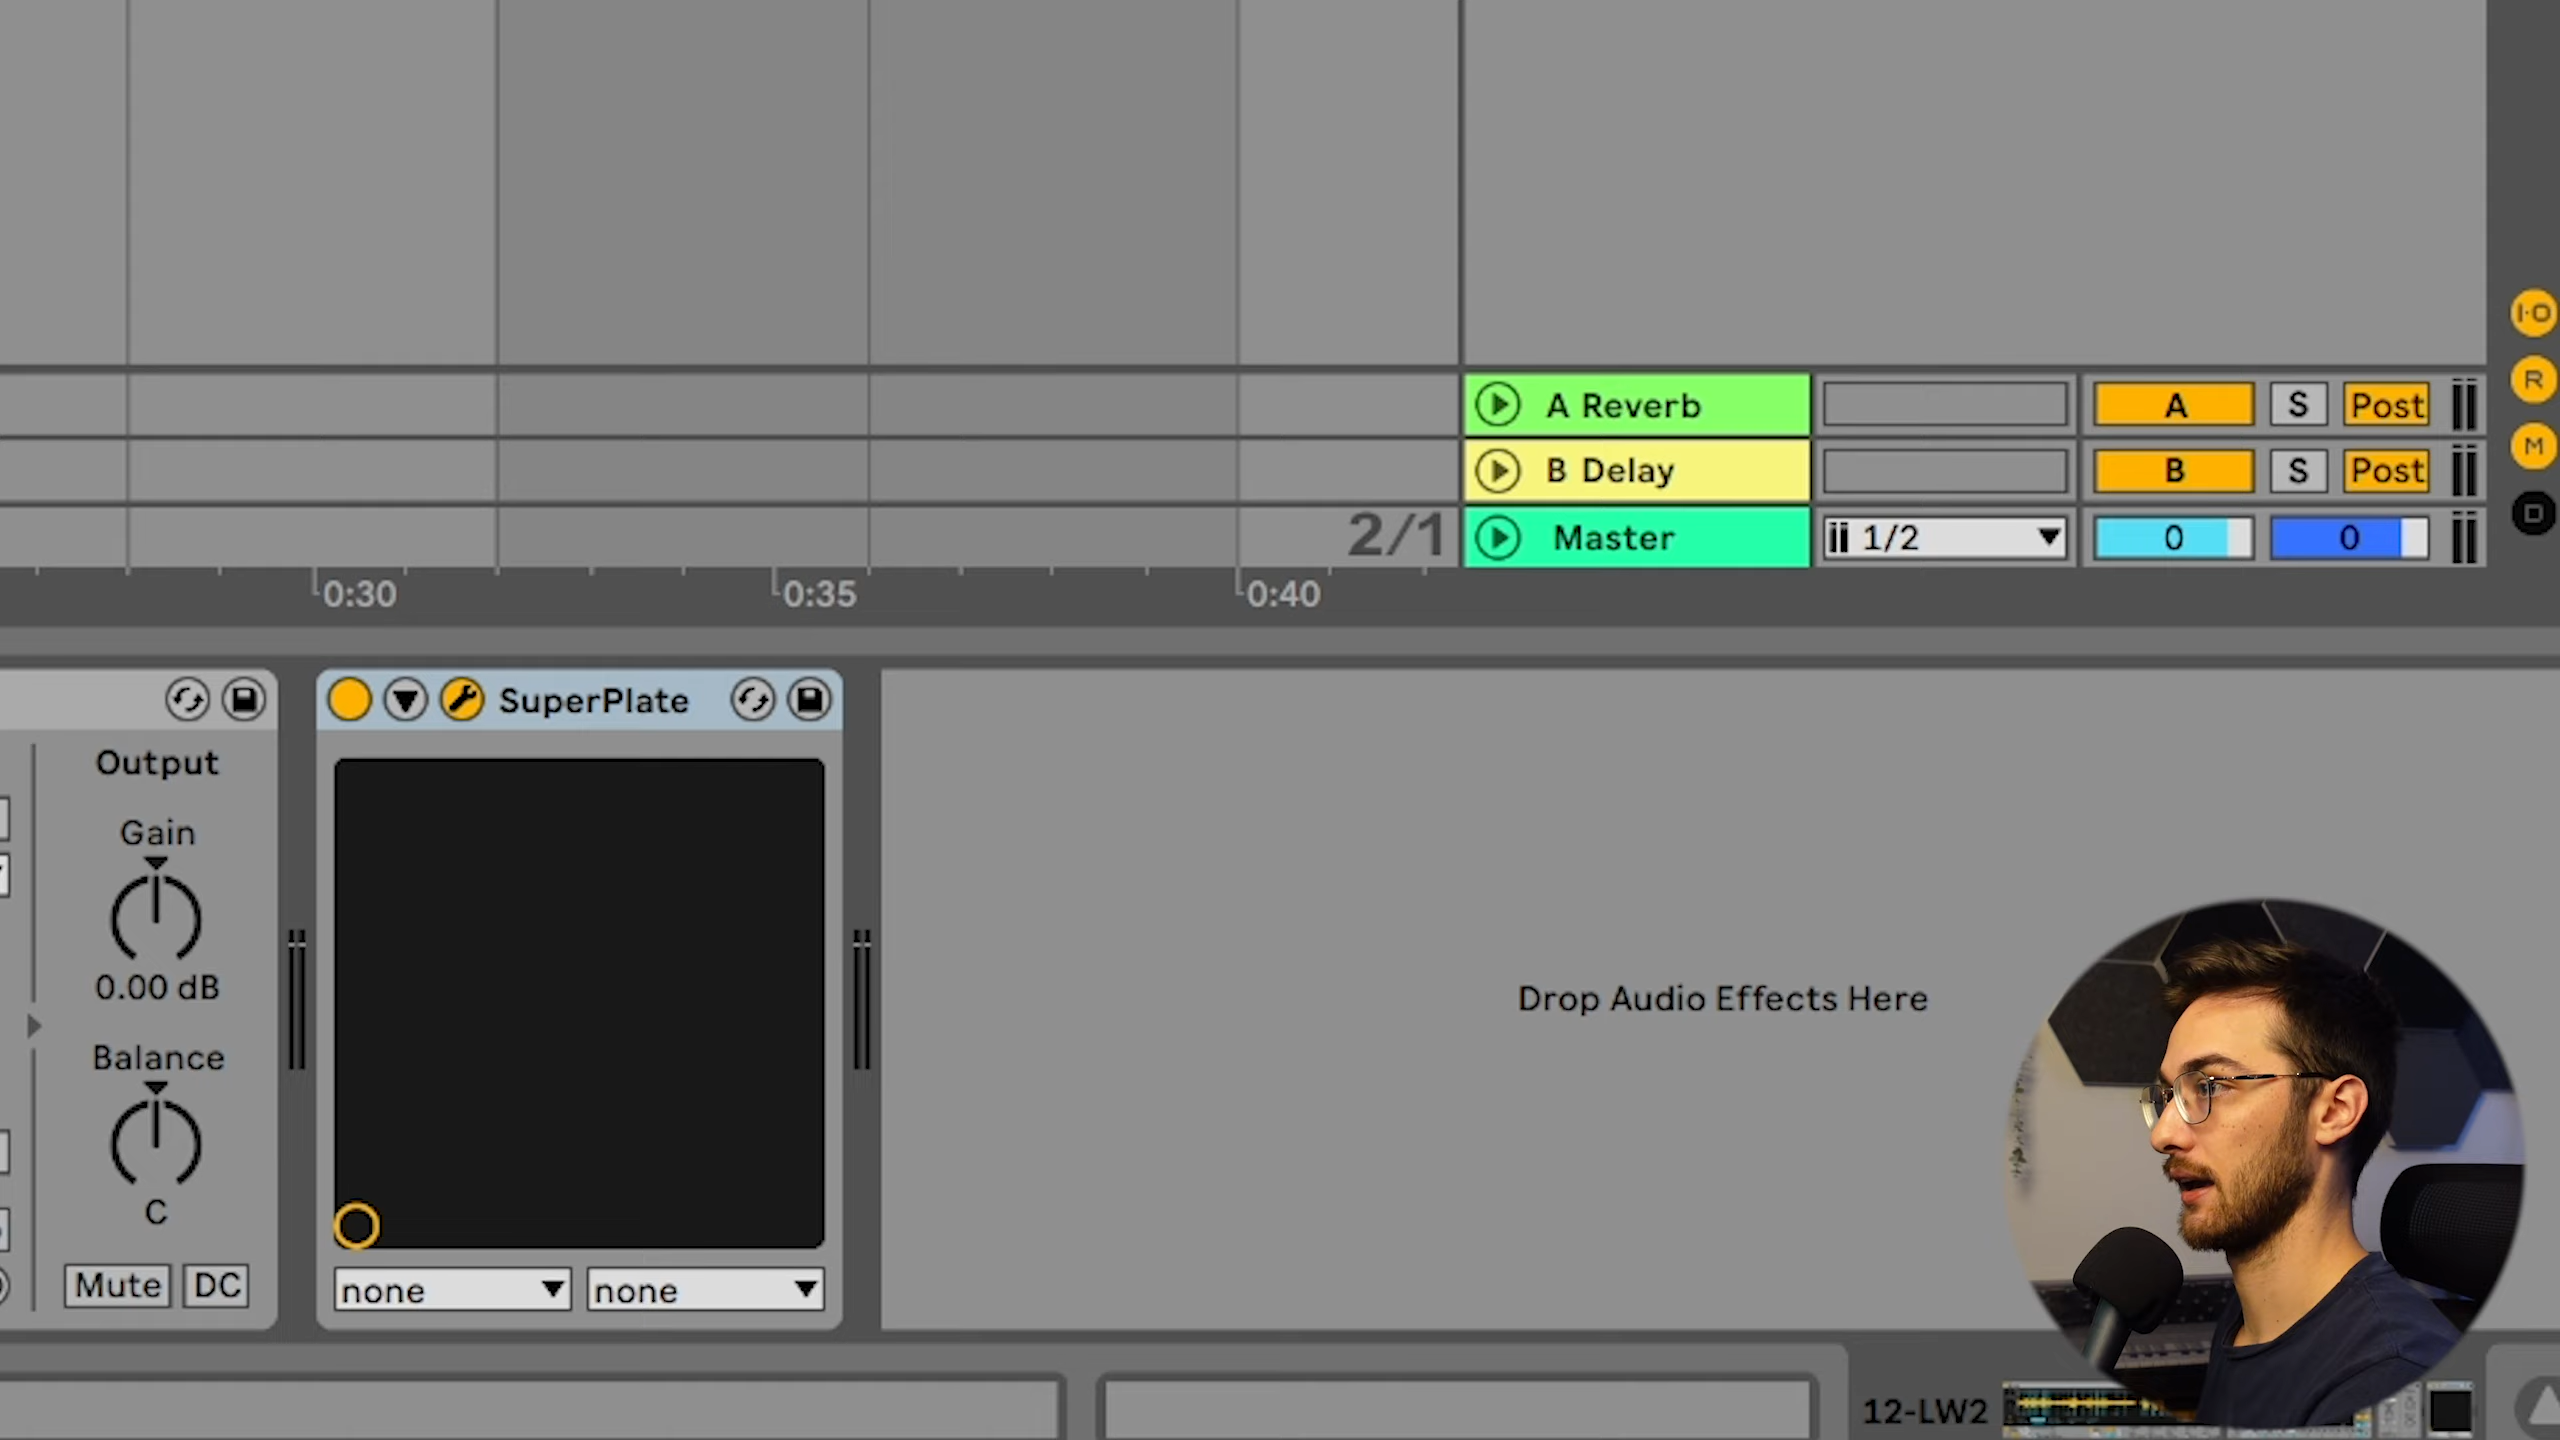 I·O
A Reverb
A
S
Post
R
B Delay
B
S
Post
M
2/1
Master
1/2
0
0
D
0:30
0:35
0:40
SuperPlate
Output
Gain
0.00 dB
Balance
C
Mute
DC
none
none
Drop Audio Effects Here
12-LW2